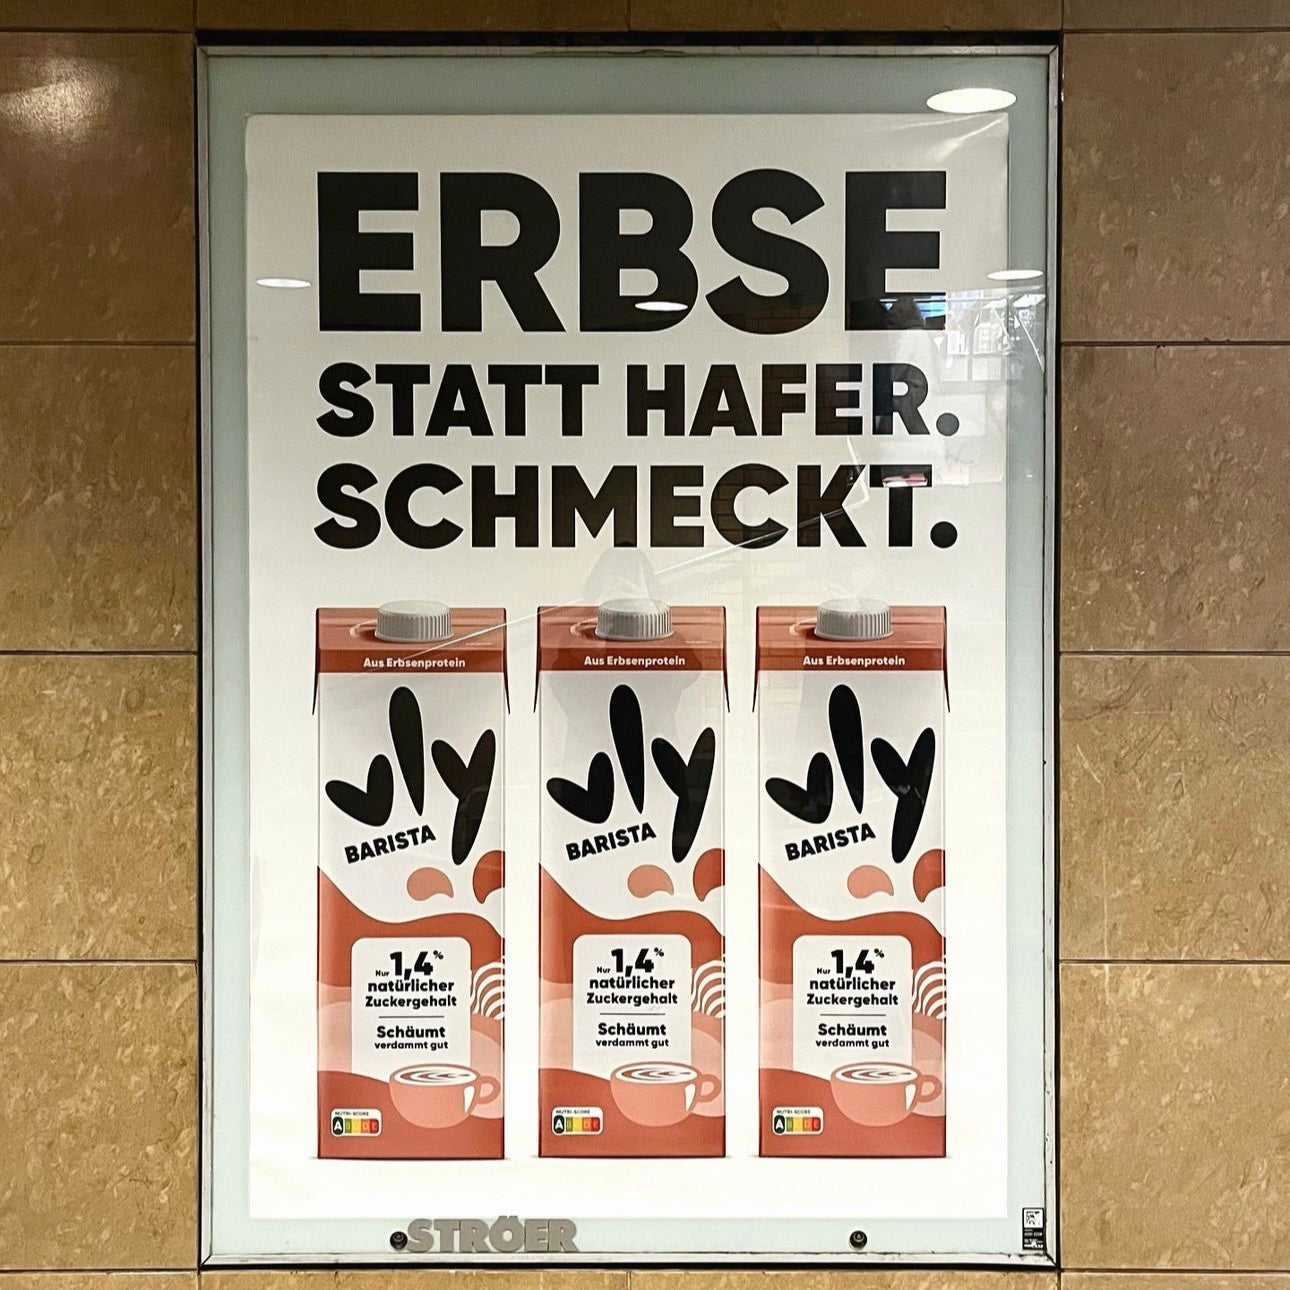 ERBSE
STATT HAFER.
SCHMECKT.
Aus Erbsenprotein
vly
BARISTA
Nur 1,4%
natürlicher
Zuckergehalt
Schäumt
verdammt gut
NUTRI-SCORE
A B C D E
Aus Erbsenprotein
vly
BARISTA
Nur 1,4%
natürlicher
Zuckergehalt
Schäumt
verdammt gut
NUTRI-SCORE
A B C D E
Aus Erbsenprotein
vly
BARISTA
Nur 1,4%
natürlicher
Zuckergehalt
Schäumt
verdammt gut
NUTRI-SCORE
A B C D E
STRÖER